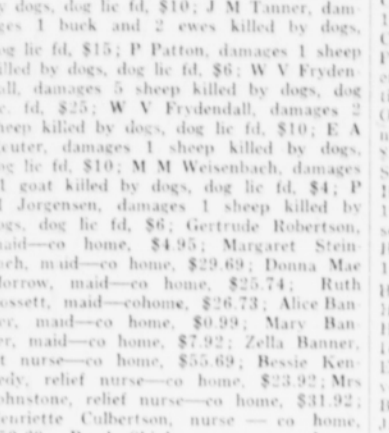 dogs, dog lic fd, $10; J M Tanner, dam-
ges 1 buck and 2 ewes killed by dogs,
og lic fd, $15; P Patton, damages 1 sheep
illed by dogs, dog lic fd, $6; W V Fryden-
all, damages 5 sheep killed by dogs, dog
c. fd, $25; W V Frydendall, damages 2
heep killed by dogs, dog lic fd, $10; E A
euter, damages 1 sheep killed by dogs,
og lic fd, $10; M M Weisenbach, damages
1 goat killed by dogs, dog lic fd, $4; P
Jorgensen, damages 1 sheep killed by
ogs, dog lic fd, $6; Gertrude Robertson,
naid—co home, $4.95; Margaret Stein-
ach, maid—co home, $29.69; Donna Mae
Morrow, maid—co home, $25.74; Ruth
ossett, maid—cohome, $26.73; Alice Ban-
er, maid—co home, $0.99; Mary Ban-
er, maid—co home, $7.92; Zella Banner,
t nurse—co home, $55.69; Bessie Ken-
edy, relief nurse—co home, $23.92; Mrs
ohnstone, relief nurse—co home, $31.92;
enriette Culbertson, nurse — co home,